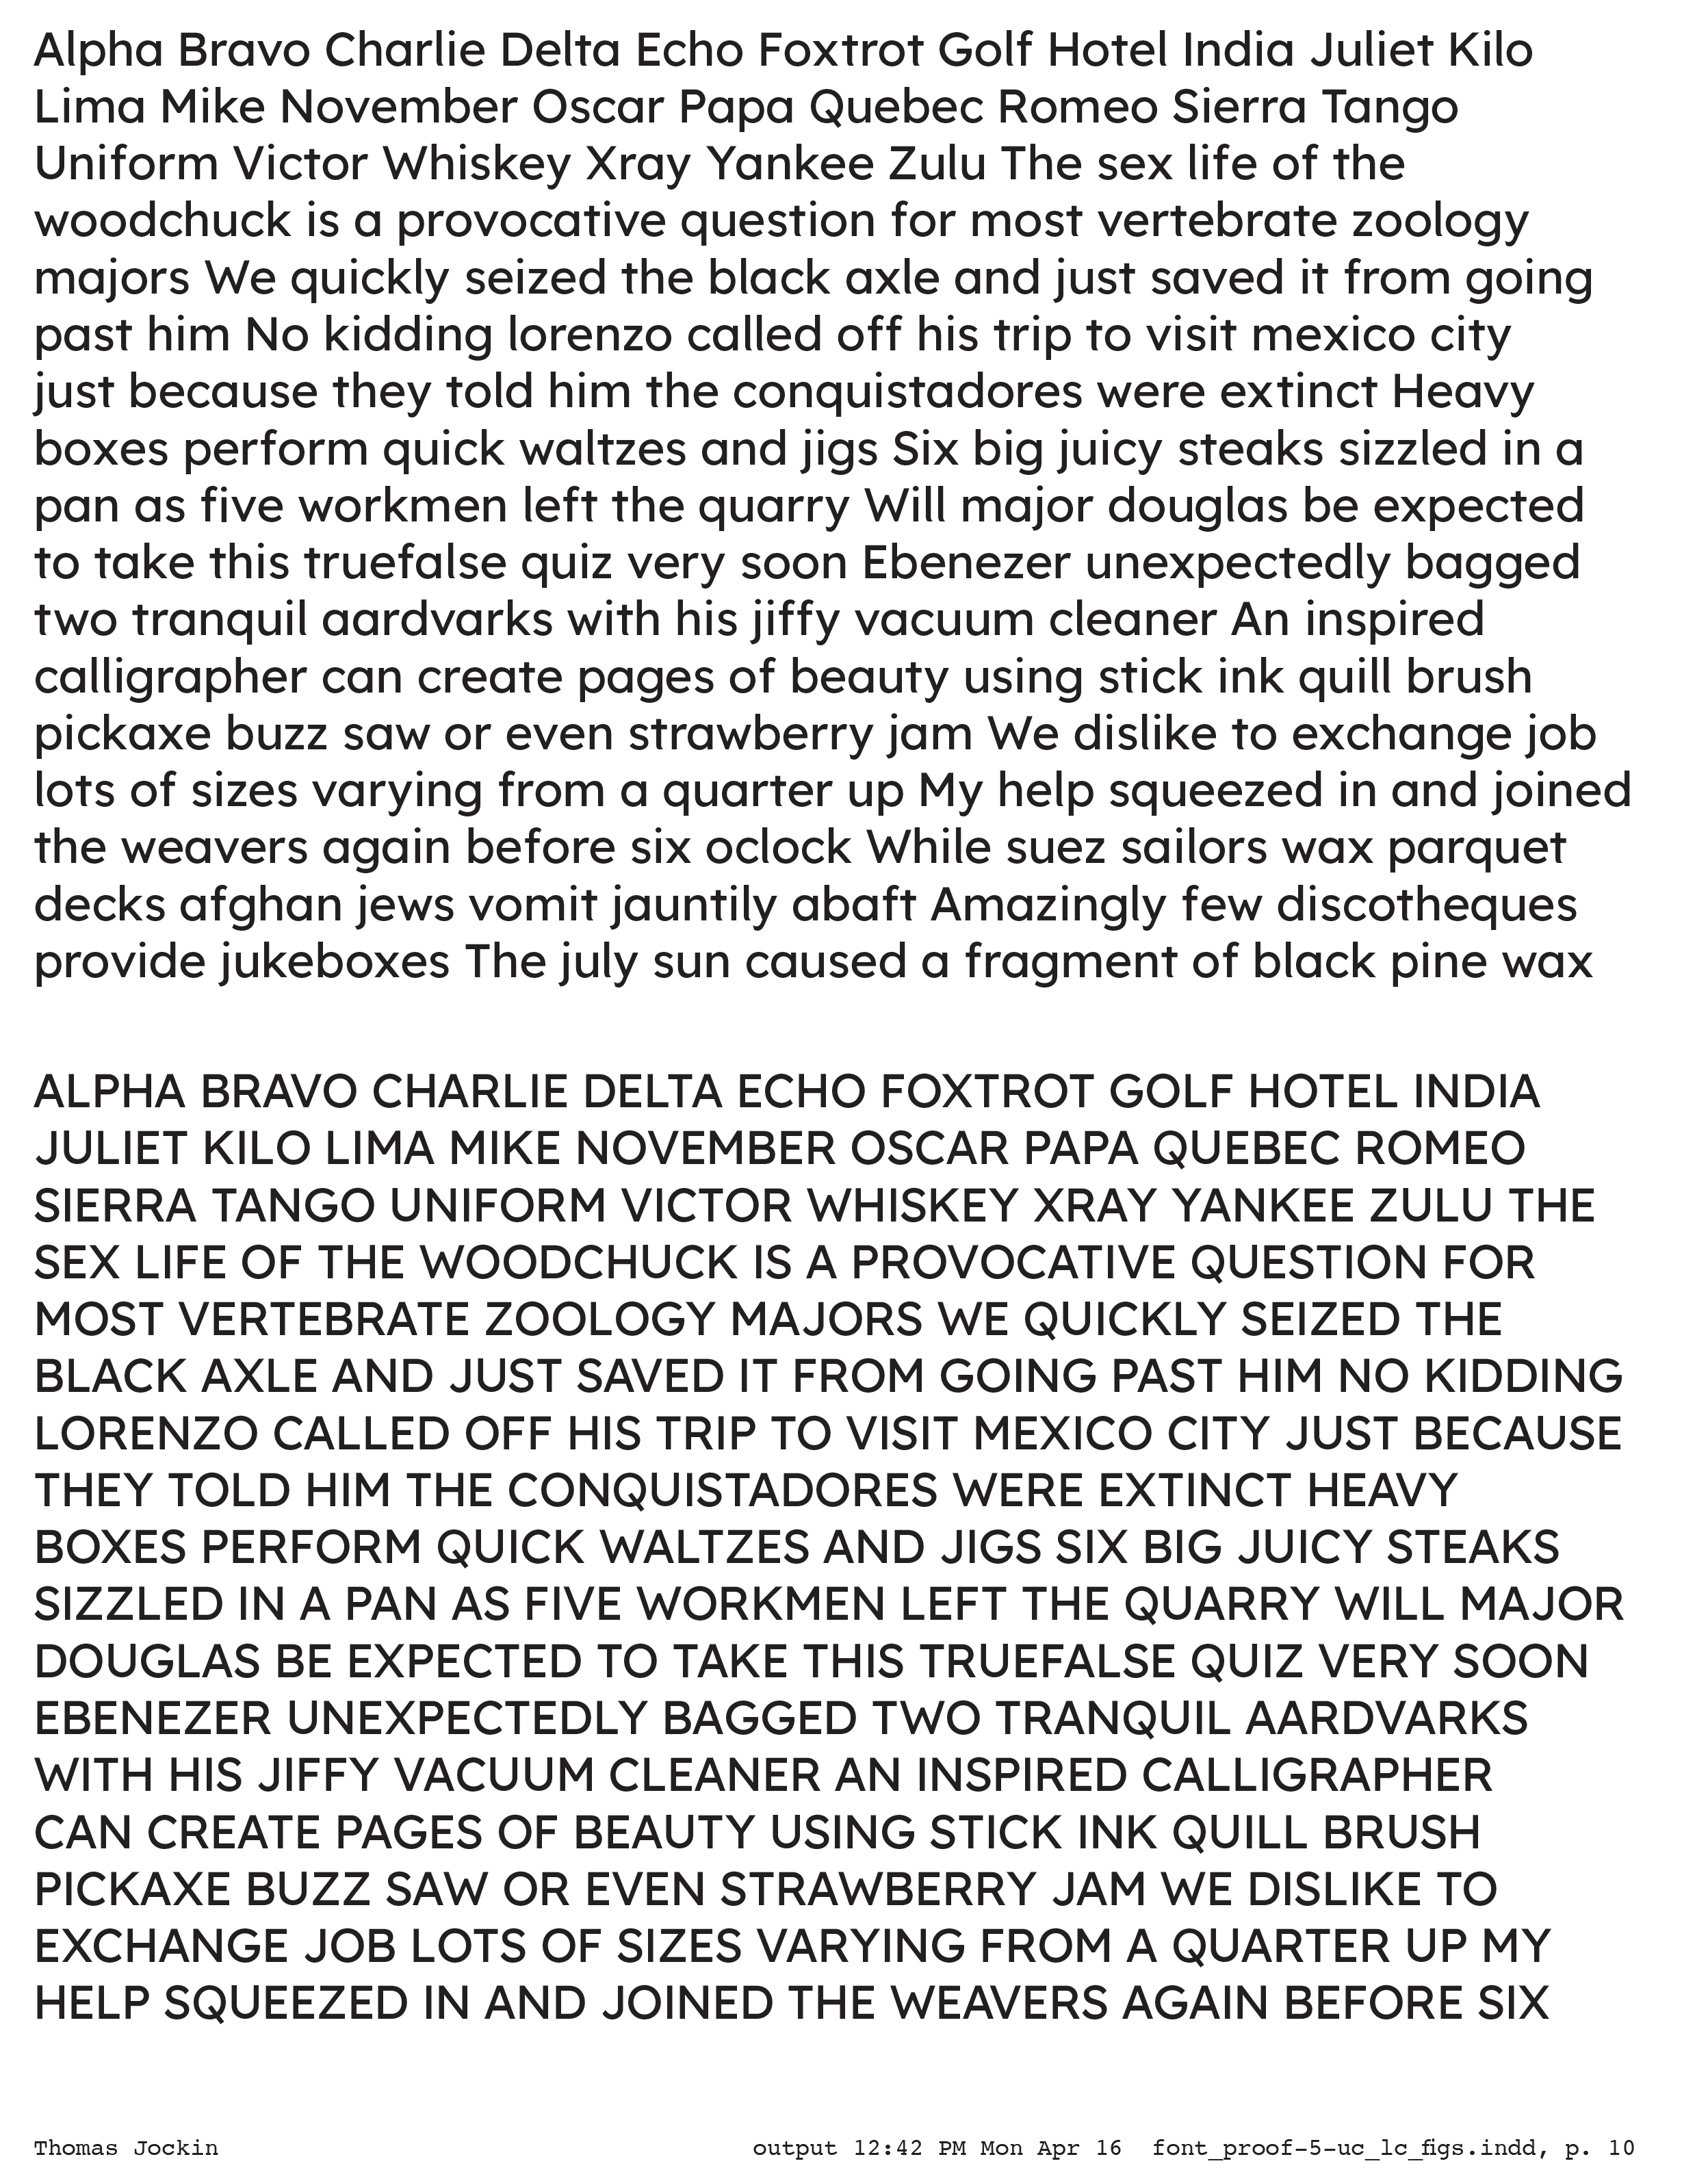 Alpha Bravo Charlie Delta Echo Foxtrot Golf Hotel India Juliet Kilo
Lima Mike November Oscar Papa Quebec Romeo Sierra Tango
Uniform Victor Whiskey Xray Yankee Zulu The sex life of the
woodchuck is a provocative question for most vertebrate zoology
majors We quickly seized the black axle and just saved it from going
past him No kidding lorenzo called off his trip to visit mexico city
just because they told him the conquistadores were extinct Heavy
boxes perform quick waltzes and jigs Six big juicy steaks sizzled in a
pan as five workmen left the quarry Will major douglas be expected
to take this truefalse quiz very soon Ebenezer unexpectedly bagged
two tranquil aardvarks with his jiffy vacuum cleaner An inspired
calligrapher can create pages of beauty using stick ink quill brush
pickaxe buzz saw or even strawberry jam We dislike to exchange job
lots of sizes varying from a quarter up My help squeezed in and joined
the weavers again before six oclock While suez sailors wax parquet
decks afghan jews vomit jauntily abaft Amazingly few discotheques
provide jukeboxes The july sun caused a fragment of black pine wax
ALPHA BRAVO CHARLIE DELTA ECHO FOXTROT GOLF HOTEL INDIA
JULIET KILO LIMA MIKE NOVEMBER OSCAR PAPA QUEBEC ROMEO
SIERRA TANGO UNIFORM VICTOR WHISKEY XRAY YANKEE ZULU THE
SEX LIFE OF THE WOODCHUCK IS A PROVOCATIVE QUESTION FOR
MOST VERTEBRATE ZOOLOGY MAJORS WE QUICKLY SEIZED THE
BLACK AXLE AND JUST SAVED IT FROM GOING PAST HIM NO KIDDING
LORENZO CALLED OFF HIS TRIP TO VISIT MEXICO CITY JUST BECAUSE
THEY TOLD HIM THE CONQUISTADORES WERE EXTINCT HEAVY
BOXES PERFORM QUICK WALTZES AND JIGS SIX BIG JUICY STEAKS
SIZZLED IN A PAN AS FIVE WORKMEN LEFT THE QUARRY WILL MAJOR
DOUGLAS BE EXPECTED TO TAKE THIS TRUEFALSE QUIZ VERY SOON
EBENEZER UNEXPECTEDLY BAGGED TWO TRANQUIL AARDVARKS
WITH HIS JIFFY VACUUM CLEANER AN INSPIRED CALLIGRAPHER
CAN CREATE PAGES OF BEAUTY USING STICK INK QUILL BRUSH
PICKAXE BUZZ SAW OR EVEN STRAWBERRY JAM WE DISLIKE TO
EXCHANGE JOB LOTS OF SIZES VARYING FROM A QUARTER UP MY
HELP SQUEEZED IN AND JOINED THE WEAVERS AGAIN BEFORE SIX
Thomas Jockin output 12:42 PM Mon Apr 16 font_proof-5-uc_lc_figs.indd, p. 10